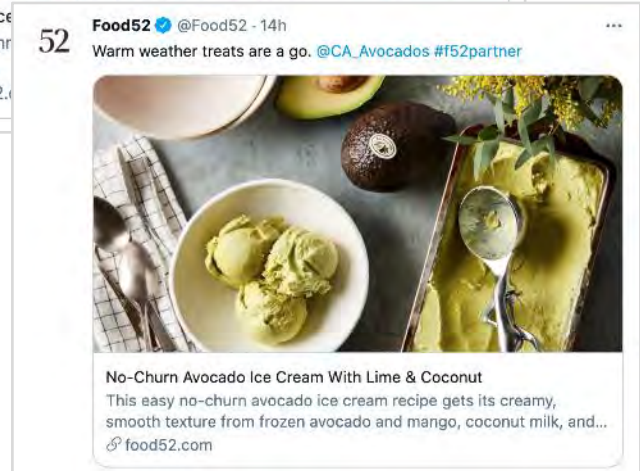 52
Food52 @Food52 · 14h
Warm weather treats are a go. @CA_Avocados #f52partner
No-Churn Avocado Ice Cream With Lime & Coconut
This easy no-churn avocado ice cream recipe gets its creamy,
smooth texture from frozen avocado and mango, coconut milk, and...
food52.com